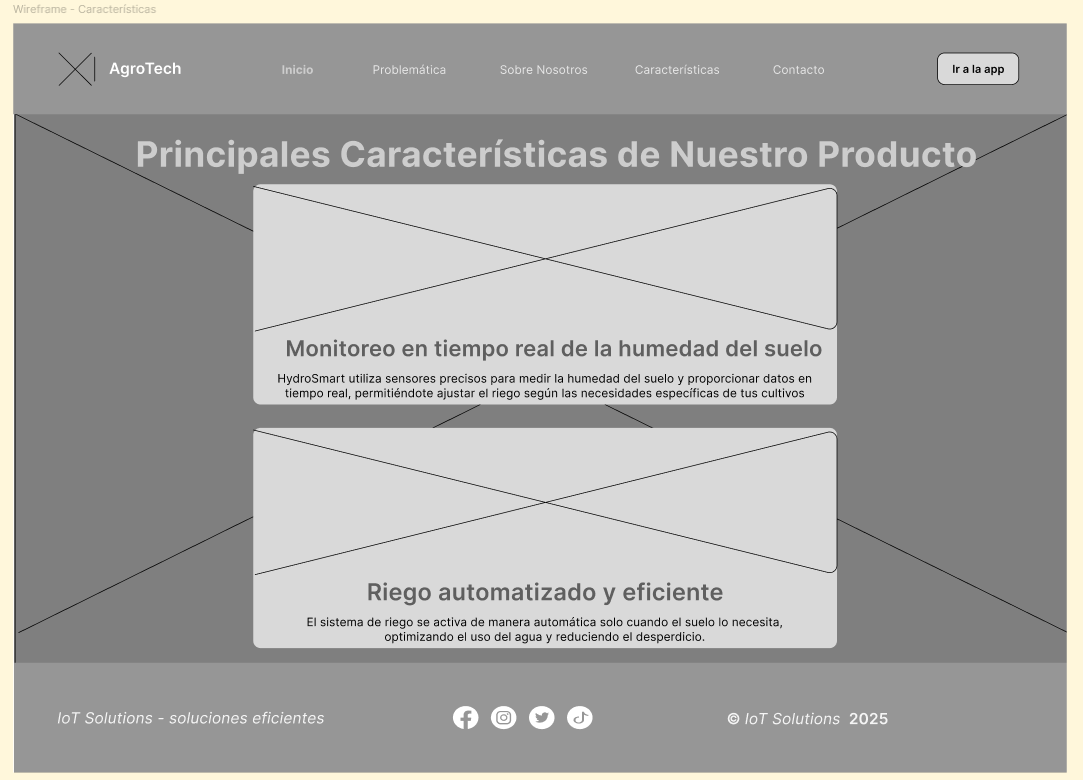 Wireframe - Características
AgroTech
Inicio
Problemática
Sobre Nosotros
Características
Contacto
Ir a la app
Principales Características de Nuestro Producto
Monitoreo en tiempo real de la humedad del suelo
HydroSmart utiliza sensores precisos para medir la humedad del suelo y proporcionar datos en
tiempo real, permitiéndote ajustar el riego según las necesidades específicas de tus cultivos
Riego automatizado y eficiente
El sistema de riego se activa de manera automática solo cuando el suelo lo necesita,
optimizando el uso del agua y reduciendo el desperdicio.
IoT Solutions - soluciones eficientes
© IoT Solutions 2025